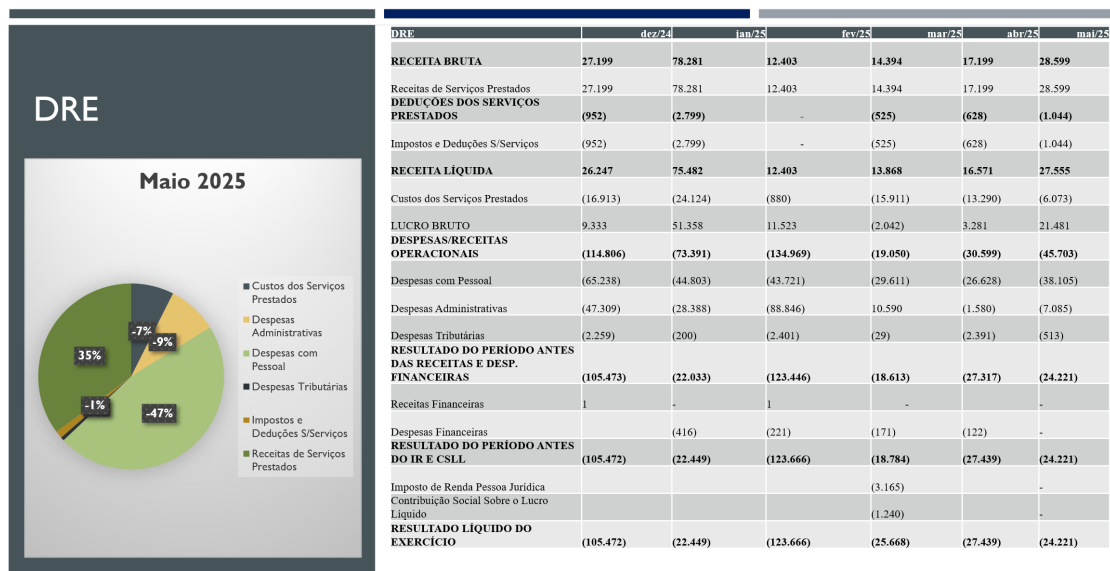 DRE
Maio 2025
-7%
-9%
35%
-1%
-47%
Custos dos Serviços
Prestados
Despesas
Administrativas
Despesas com
Pessoal
Despesas Tributárias
Impostos e
Deduções S/Serviços
Receitas de Serviços
Prestados
DRE dez/24 jan/25 fev/25 mar/25 abr/25 mai/25
RECEITA BRUTA 27.199 78.281 12.403 14.394 17.199 28.599
Receitas de Serviços Prestados 27.199 78.281 12.403 14.394 17.199 28.599
DEDUÇÕES DOS SERVIÇOS
PRESTADOS (952) (2.799) - (525) (628) (1.044)
Impostos e Deduções S/Serviços (952) (2.799) - (525) (628) (1.044)
RECEITA LÍQUIDA 26.247 75.482 12.403 13.868 16.571 27.555
Custos dos Serviços Prestados (16.913) (24.124) (880) (15.911) (13.290) (6.073)
LUCRO BRUTO 9.333 51.358 11.523 (2.042) 3.281 21.481
DESPESAS/RECEITAS
OPERACIONAIS (114.806) (73.391) (134.969) (19.050) (30.599) (45.703)
Despesas com Pessoal (65.238) (44.803) (43.721) (29.611) (26.628) (38.105)
Despesas Administrativas (47.309) (28.388) (88.846) 10.590 (1.580) (7.085)
Despesas Tributárias (2.259) (200) (2.401) (29) (2.391) (513)
RESULTADO DO PERÍODO ANTES
DAS RECEITAS E DESP.
FINANCEIRAS (105.473) (22.033) (123.446) (18.613) (27.317) (24.221)
Receitas Financeiras 1 - 1 - -
Despesas Financeiras (416) (221) (171) (122) -
RESULTADO DO PERÍODO ANTES
DO IR E CSLL (105.472) (22.449) (123.666) (18.784) (27.439) (24.221)
Imposto de Renda Pessoa Jurídica (3.165) -
Contribuição Social Sobre o Lucro
Líquido (1.240) -
RESULTADO LÍQUIDO DO
EXERCÍCIO (105.472) (22.449) (123.666) (25.668) (27.439) (24.221)